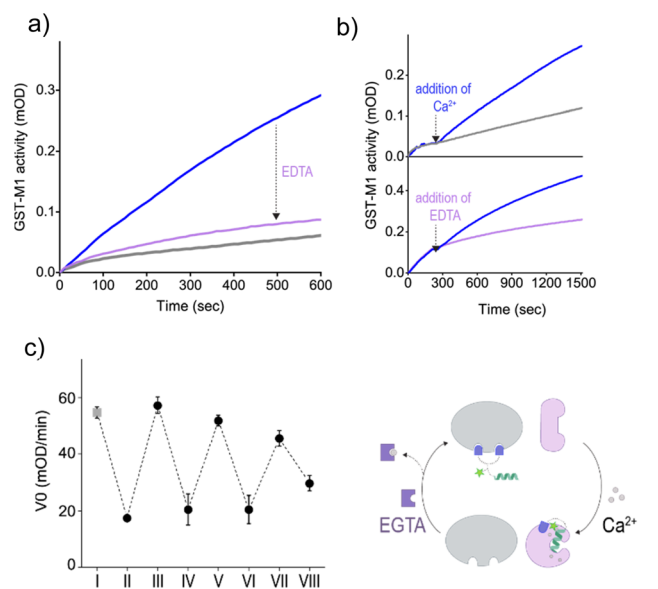 a)
GST-M1 activity (mOD)
0.3
0.2
0.1
0.0
EDTA
0 100 200 300 400 500 600
Time (sec)
b)
GST-M1 activity (mOD)
0.2
0.1
0.0
addition of
Ca²⁺
0.4
0.2
0.0
addition of
EDTA
0 300 600 900 1200 1500
Time (sec)
c)
V0 (mOD/min)
60
40
20
0
I II III IV V VI VII VIII
EGTA
Ca²⁺